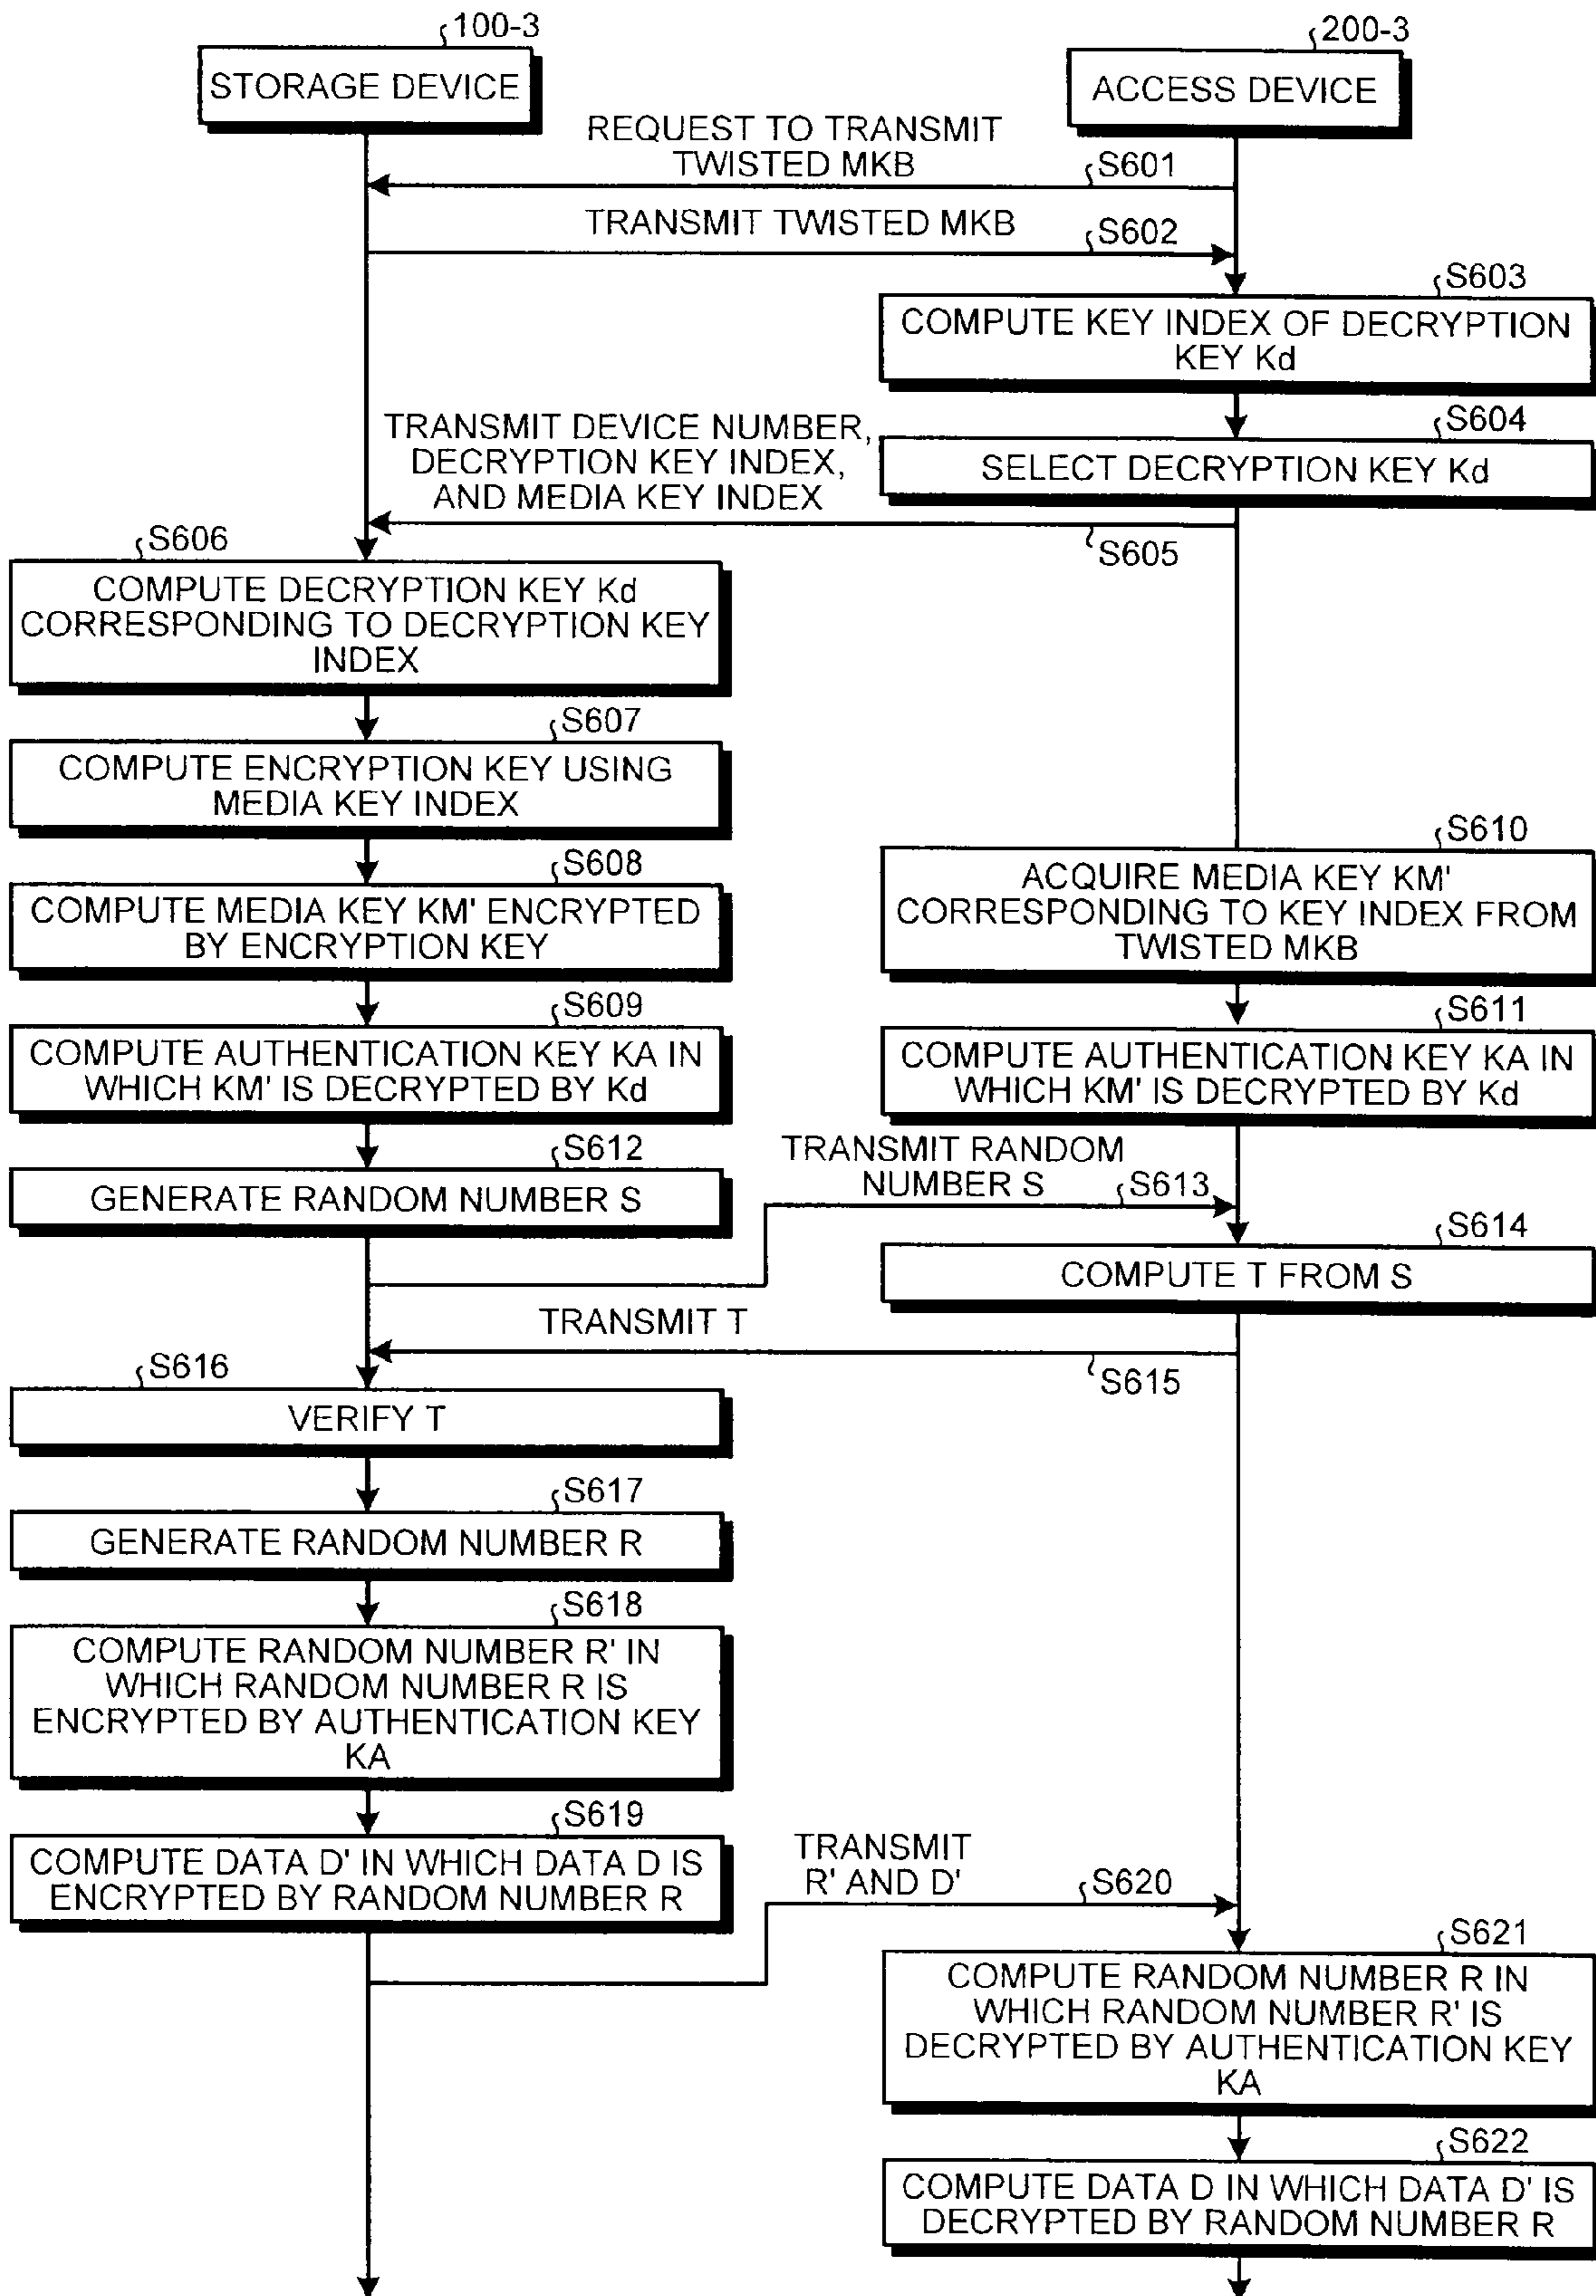 100-3
200-3
STORAGE DEVICE
ACCESS DEVICE
REQUEST TO TRANSMIT
TWISTED MKB
S601
TRANSMIT TWISTED MKB
S602
S603
COMPUTE KEY INDEX OF DECRYPTION
KEY Kd
TRANSMIT DEVICE NUMBER,
DECRYPTION KEY INDEX,
AND MEDIA KEY INDEX
S604
SELECT DECRYPTION KEY Kd
S605
S606
COMPUTE DECRYPTION KEY Kd
CORRESPONDING TO DECRYPTION KEY
INDEX
S607
COMPUTE ENCRYPTION KEY USING
MEDIA KEY INDEX
S608
COMPUTE MEDIA KEY KM' ENCRYPTED
BY ENCRYPTION KEY
S610
ACQUIRE MEDIA KEY KM'
CORRESPONDING TO KEY INDEX FROM
TWISTED MKB
S609
COMPUTE AUTHENTICATION KEY KA IN
WHICH KM' IS DECRYPTED BY Kd
S611
COMPUTE AUTHENTICATION KEY KA IN
WHICH KM' IS DECRYPTED BY Kd
S612
GENERATE RANDOM NUMBER S
TRANSMIT RANDOM
NUMBER S
S613
S614
COMPUTE T FROM S
TRANSMIT T
S615
S616
VERIFY T
S617
GENERATE RANDOM NUMBER R
S618
COMPUTE RANDOM NUMBER R' IN
WHICH RANDOM NUMBER R IS
ENCRYPTED BY AUTHENTICATION KEY
KA
S619
COMPUTE DATA D' IN WHICH DATA D IS
ENCRYPTED BY RANDOM NUMBER R
TRANSMIT
R' AND D'
S620
S621
COMPUTE RANDOM NUMBER R IN
WHICH RANDOM NUMBER R' IS
DECRYPTED BY AUTHENTICATION KEY
KA
S622
COMPUTE DATA D IN WHICH DATA D' IS
DECRYPTED BY RANDOM NUMBER R